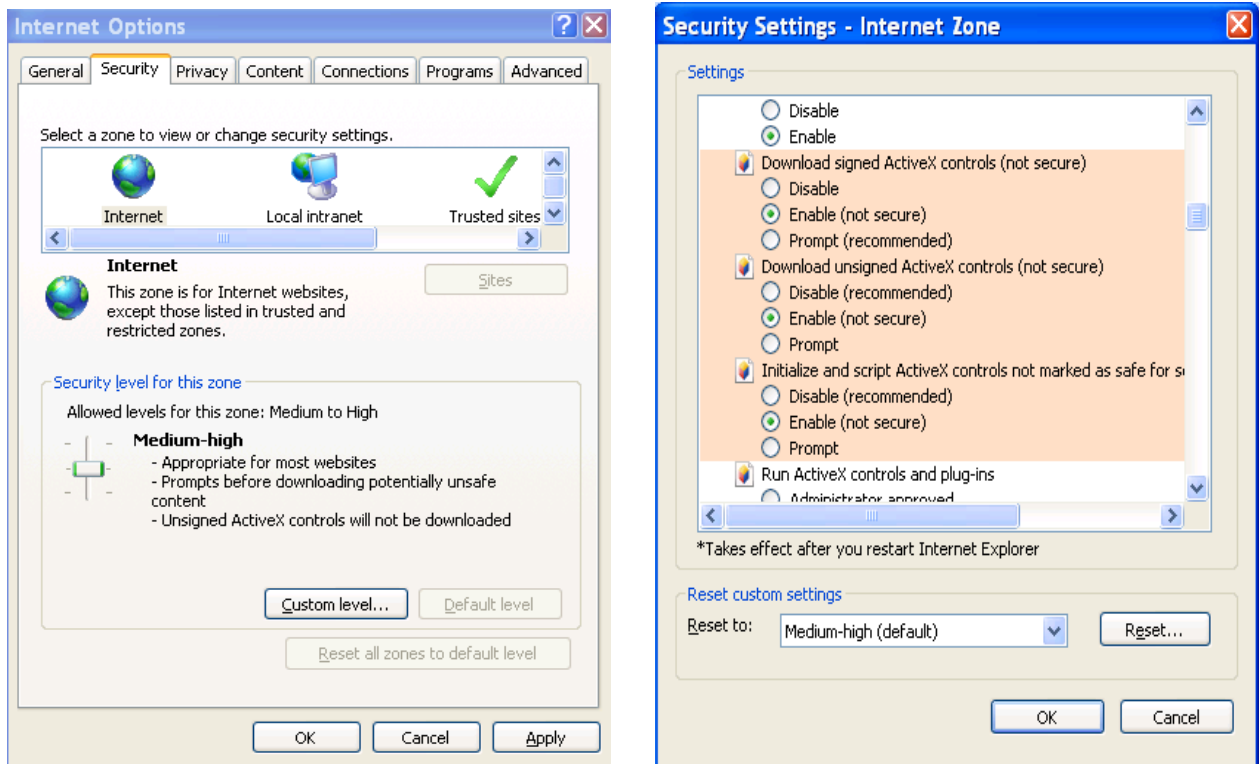 Internet Options
General Security Privacy Content Connections Programs Advanced
Select a zone to view or change security settings.
Internet Local intranet Trusted sites
Internet
Sites
This zone is for Internet websites,
except those listed in trusted and
restricted zones.
Security level for this zone
Allowed levels for this zone: Medium to High
Medium-high
- Appropriate for most websites
- Prompts before downloading potentially unsafe
content
- Unsigned ActiveX controls will not be downloaded
Custom level... Default level
Reset all zones to default level
OK Cancel Apply
Security Settings - Internet Zone
Settings
Disable
Enable
Download signed ActiveX controls (not secure)
Disable
Enable (not secure)
Prompt (recommended)
Download unsigned ActiveX controls (not secure)
Disable (recommended)
Enable (not secure)
Prompt
Initialize and script ActiveX controls not marked as safe for
Disable (recommended)
Enable (not secure)
Prompt
Run ActiveX controls and plug-ins
Administrator approved
*Takes effect after you restart Internet Explorer
Reset custom settings
Reset to: Medium-high (default) Reset...
OK Cancel